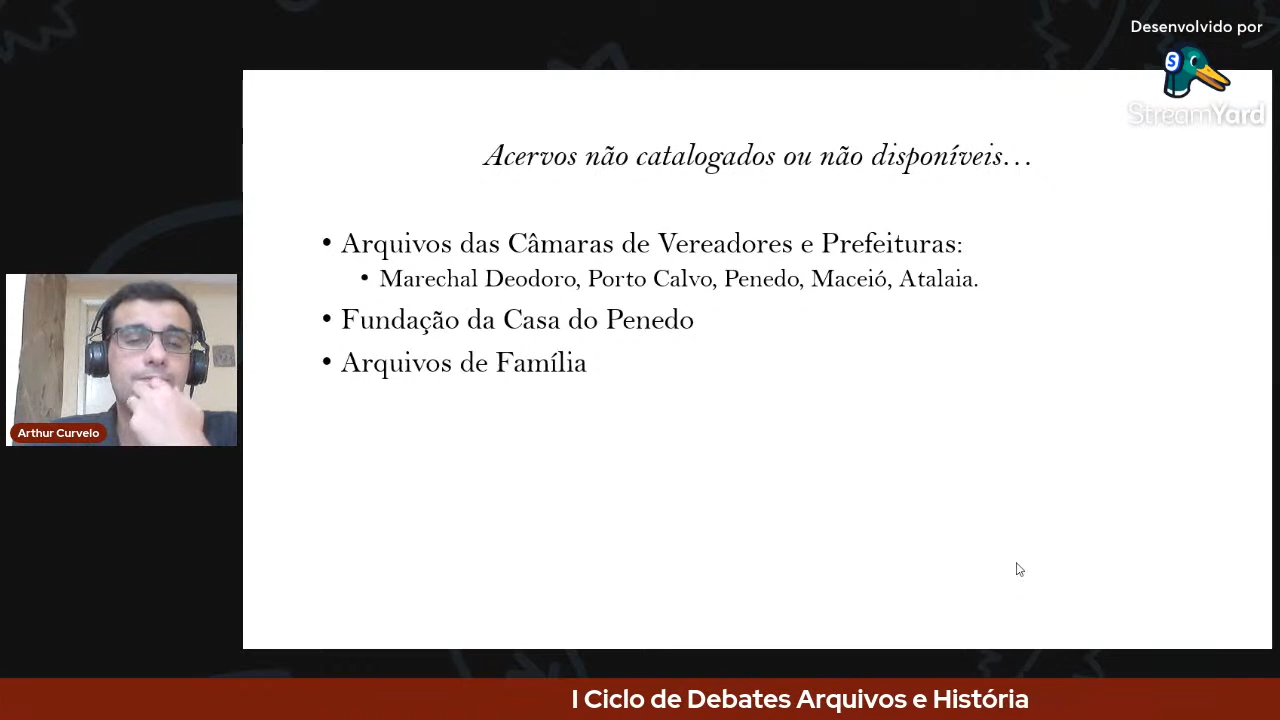 Desenvolvido por
S
StreamYard
Acervos não catalogados ou não disponíveis…
• Arquivos das Câmaras de Vereadores e Prefeituras:
• Marechal Deodoro, Porto Calvo, Penedo, Maceió, Atalaia.
• Fundação da Casa do Penedo
• Arquivos de Família
Arthur Curvelo
I Ciclo de Debates Arquivos e História